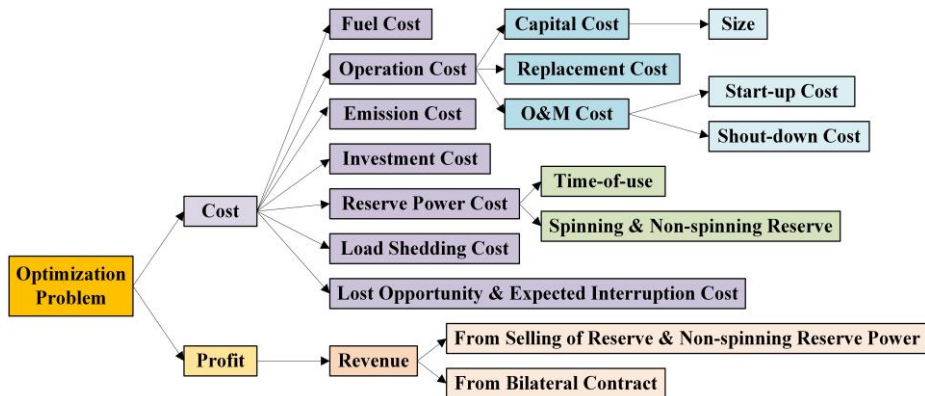 Fuel Cost
Capital Cost
Size
Operation Cost
Replacement Cost
Start-up Cost
Emission Cost
O&M Cost
Shout-down Cost
Investment Cost
Time-of-use
Cost
Reserve Power Cost
Spinning & Non-spinning Reserve
Load Shedding Cost
Optimization
Problem
Lost Opportunity & Expected Interruption Cost
From Selling of Reserve & Non-spinning Reserve Power
Profit
Revenue
From Bilateral Contract